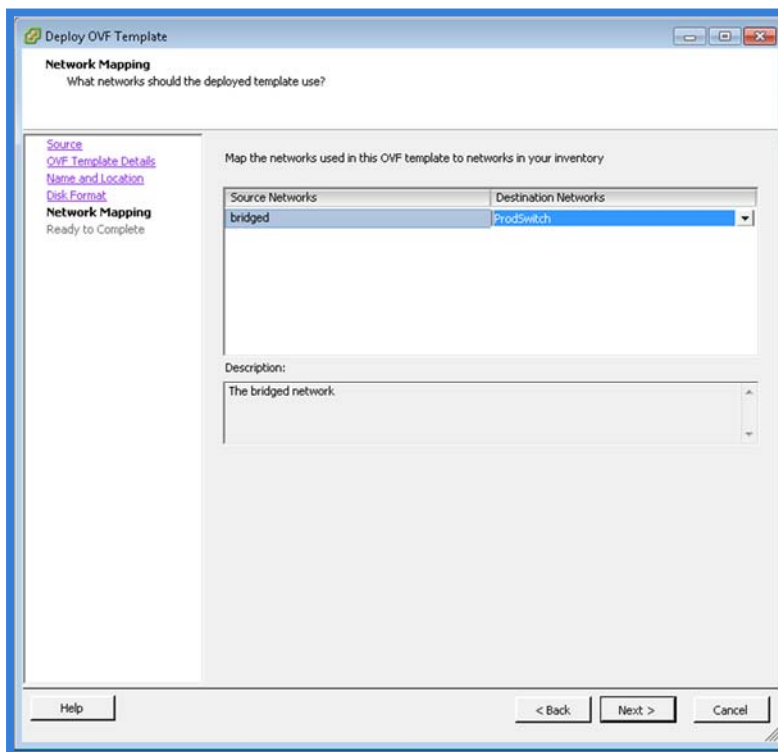 Deploy OVF Template
Network Mapping
What networks should the deployed template use?
Source
OVF Template Details
Name and Location
Disk Format
Network Mapping
Ready to Complete
Map the networks used in this OVF template to networks in your inventory
Source Networks Destination Networks
bridged ProdSwitch
Description:
The bridged network
Help < Back Next > Cancel